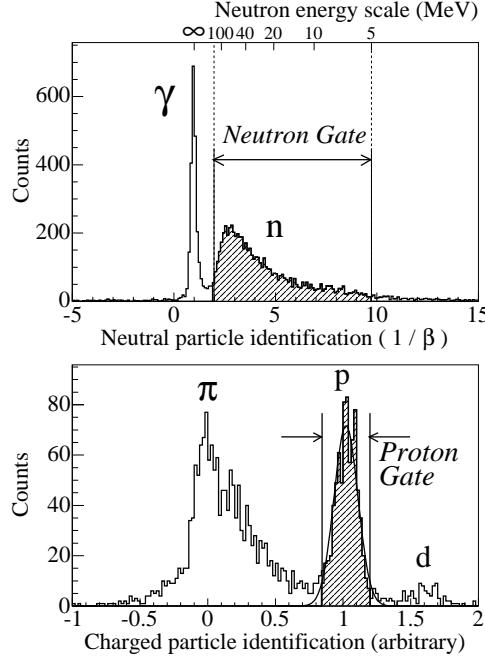 Neutron energy scale (MeV)
∞ 100 40 20 10 5
600
400
200
0
Counts
γ
Neutron Gate
n
-5 0 5 10 15
Neutral particle identification ( 1 / β )
80
60
40
20
0
Counts
π
p
Proton
Gate
d
-1 -0.5 0 0.5 1 1.5 2
Charged particle identification (arbitrary)